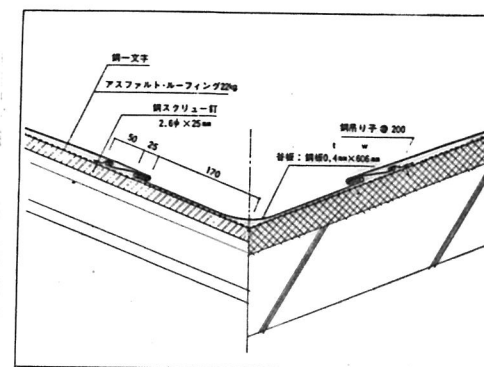 銅一文字
アスファルト・ルーフィング22kg
銅スクリュー釘
2.6φ×25mm
50
25
170
銅吊り子@200
t w
谷板：銅板0.4mm×606mm